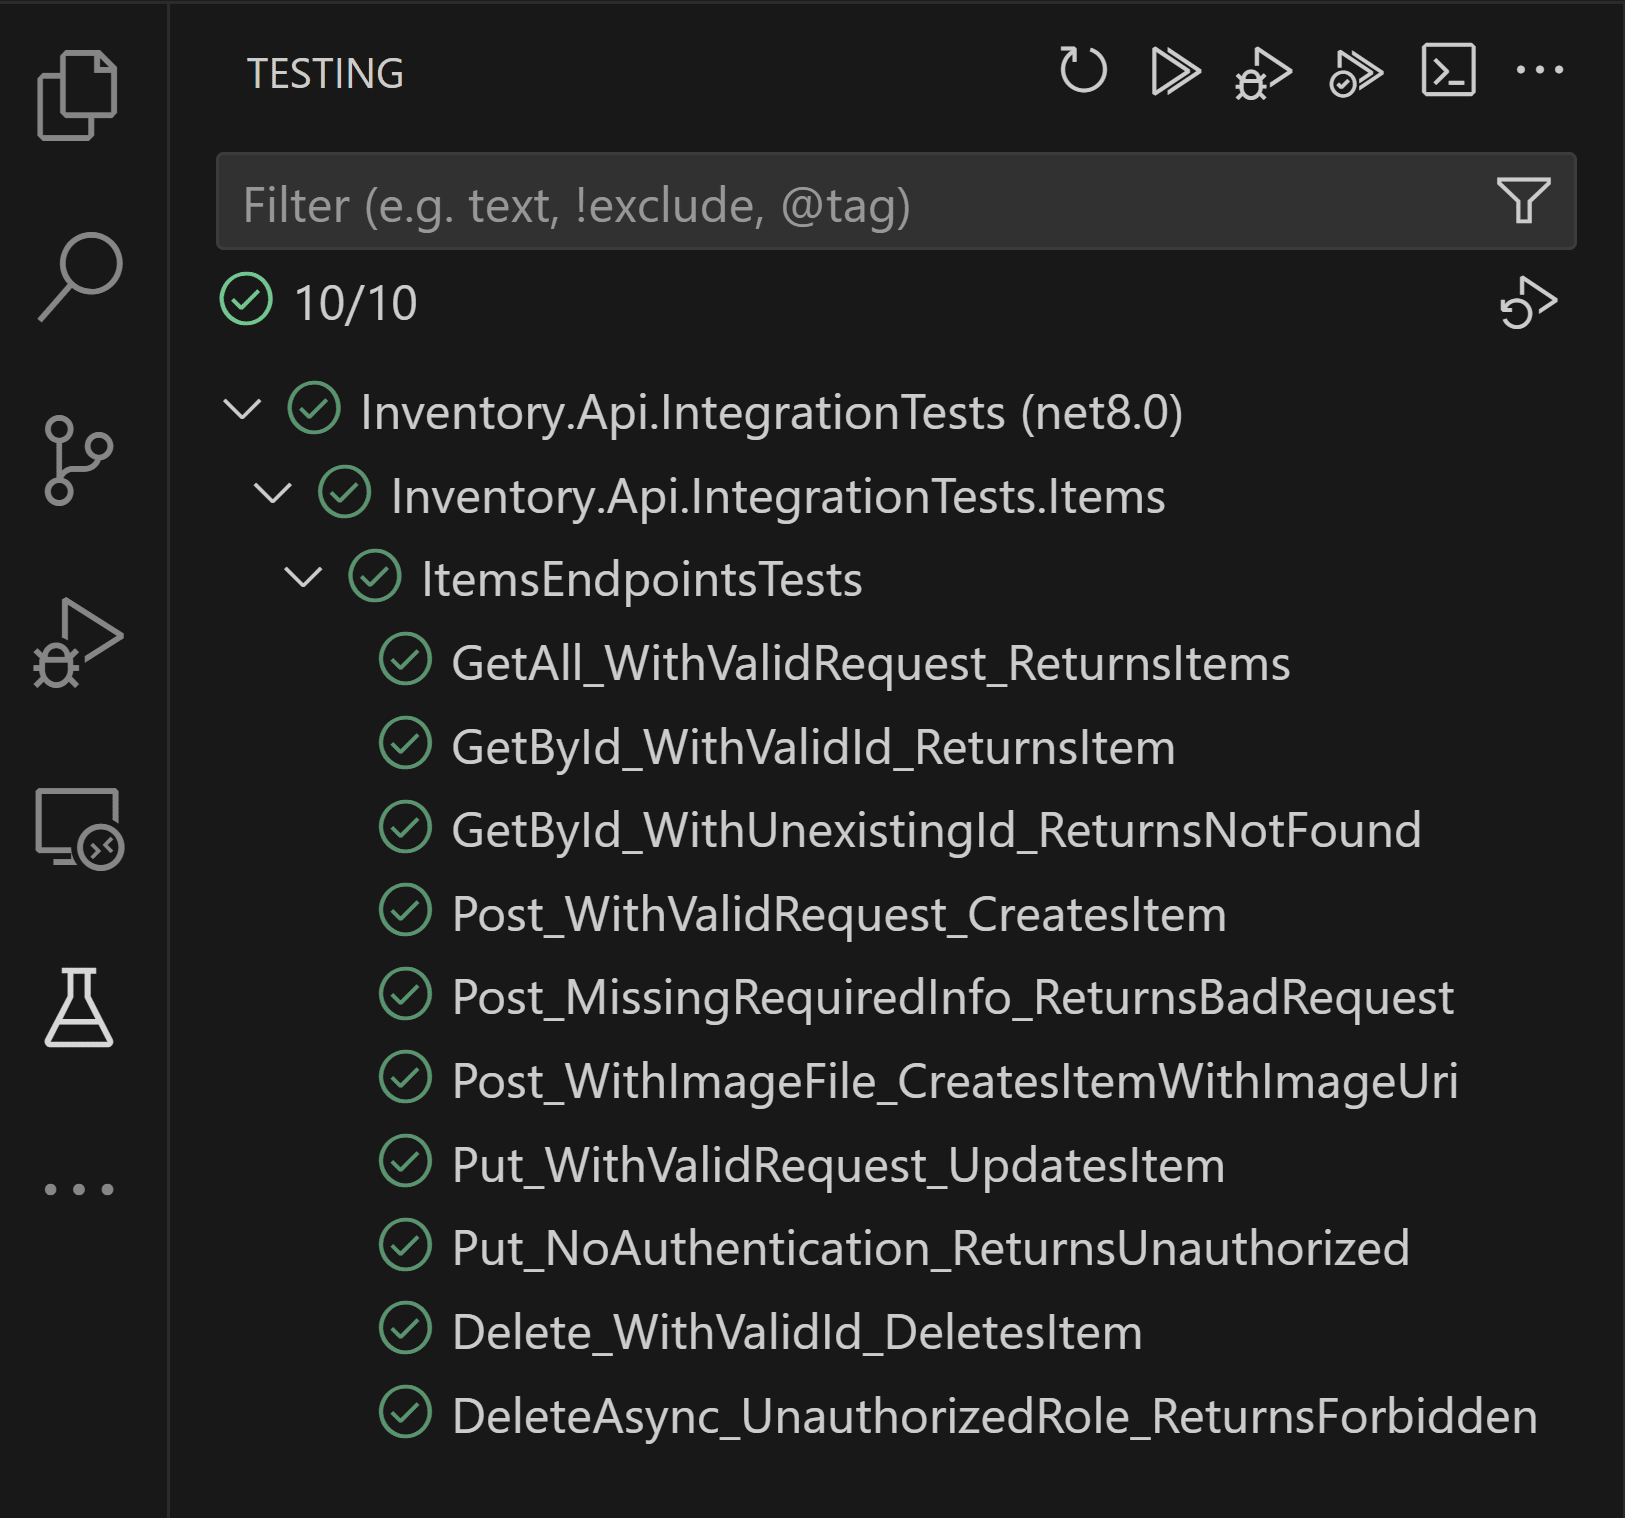 TESTING
Filter (e.g. text, !exclude, @tag)
10/10
Inventory.Api.IntegrationTests (net8.0)
Inventory.Api.IntegrationTests.Items
ItemsEndpointsTests
GetAll_WithValidRequest_ReturnsItems
GetById_WithValidId_ReturnsItem
GetById_WithUnexistingId_ReturnsNotFound
Post_WithValidRequest_CreatesItem
Post_MissingRequiredInfo_ReturnsBadRequest
Post_WithImageFile_CreatesItemWithImageUri
Put_WithValidRequest_UpdatesItem
Put_NoAuthentication_ReturnsUnauthorized
Delete_WithValidId_DeletesItem
DeleteAsync_UnauthorizedRole_ReturnsForbidden